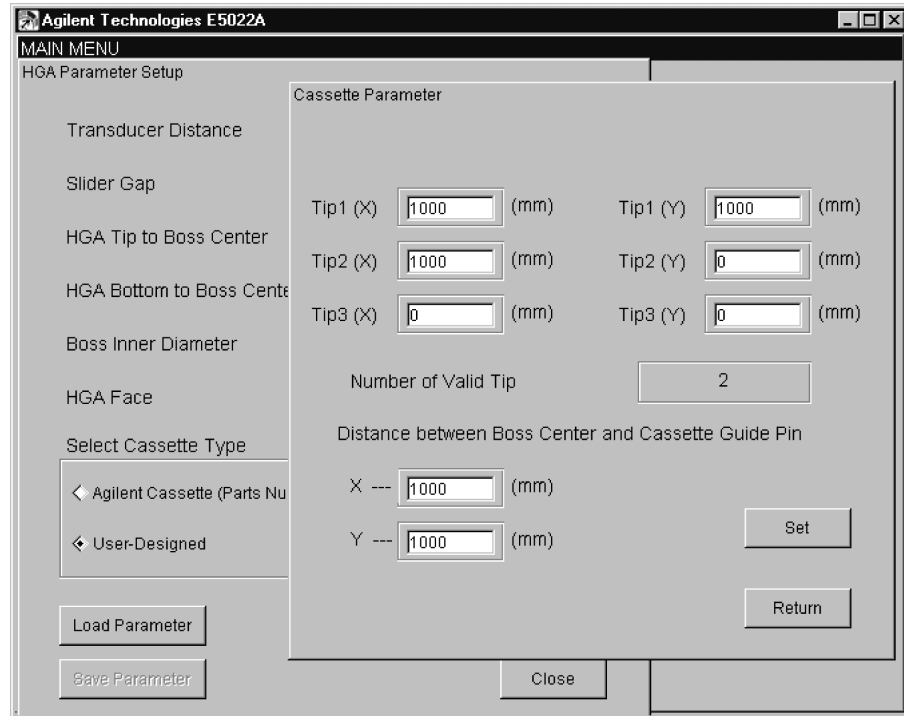 Agilent Technologies E5022A
MAIN MENU
HGA Parameter Setup
Transducer Distance
Slider Gap
HGA Tip to Boss Center
HGA Bottom to Boss Cente
Boss Inner Diameter
HGA Face
Select Cassette Type
Agilent Cassette (Parts Nu
User-Designed
Load Parameter
Save Parameter
Close
Cassette Parameter
Tip1 (X) 1000 (mm) Tip1 (Y) 1000 (mm)
Tip2 (X) 1000 (mm) Tip2 (Y) 0 (mm)
Tip3 (X) 0 (mm) Tip3 (Y) 0 (mm)
Number of Valid Tip 2
Distance between Boss Center and Cassette Guide Pin
X --- 1000 (mm)
Y --- 1000 (mm)
Set
Return